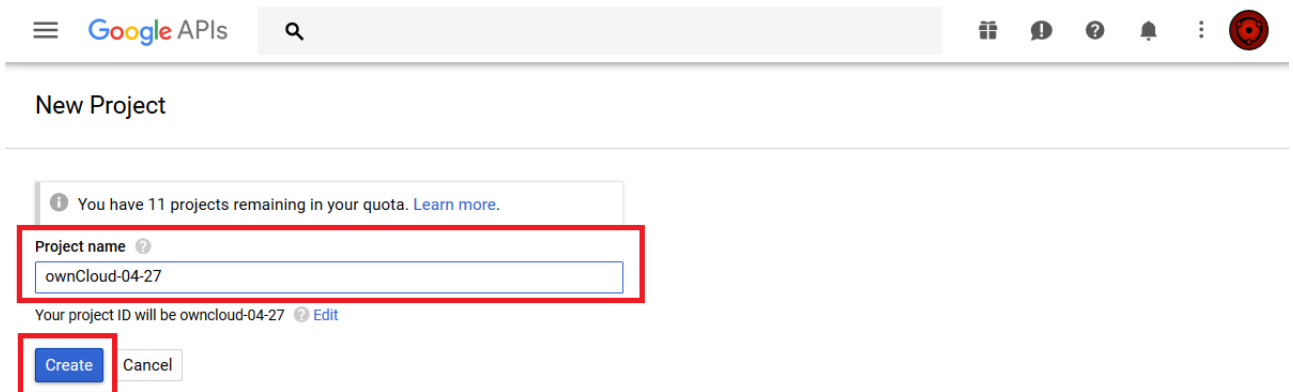 Google APIs
New Project
You have 11 projects remaining in your quota. Learn more.
Project name
ownCloud-04-27
Your project ID will be owncloud-04-27 Edit
Create Cancel